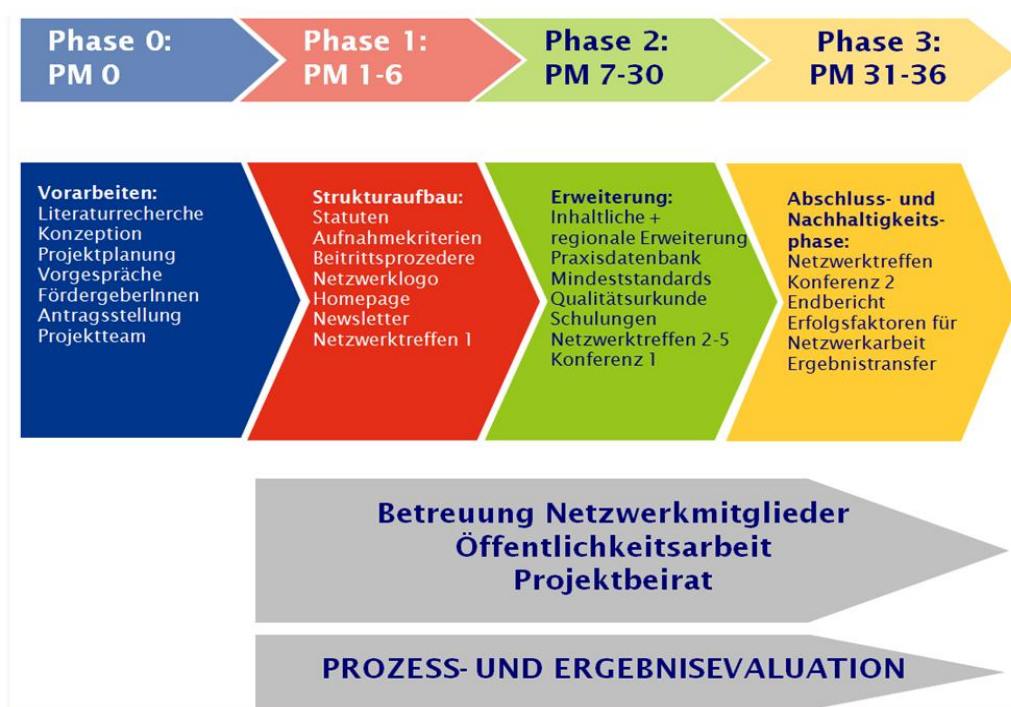 Phase 0:
PM 0
Phase 1:
PM 1-6
Phase 2:
PM 7-30
Phase 3:
PM 31-36
Vorarbeiten:
Literaturrecherche
Konzeption
Projektplanung
Vorgespräche
FördergeberInnen
Antragsstellung
Projektteam
Strukturaufbau:
Statuten
Aufnahmekriterien
Beitrittsprozedere
Netzwerklogo
Homepage
Newsletter
Netzwerktreffen 1
Erweiterung:
Inhaltliche +
regionale Erweiterung
Praxisdatenbank
Mindeststandards
Qualitätsurkunde
Schulungen
Netzwerktreffen 2-5
Konferenz 1
Abschluss- und
Nachhaltigkeits-
phase:
Netzwerktreffen
Konferenz 2
Endbericht
Erfolgsfaktoren für
Netzwerkarbeit
Ergebnistransfer
Betreuung Netzwerkmitglieder
Öffentlichkeitsarbeit
Projektbeirat
PROZESS- UND ERGEBNISEVALUATION